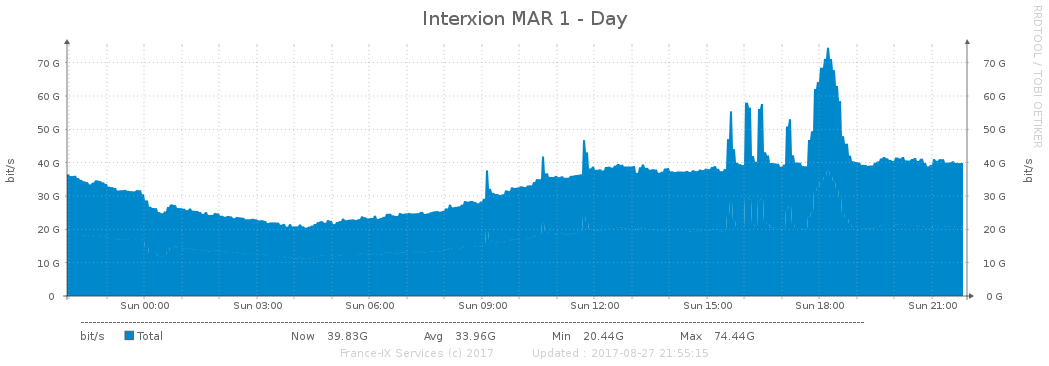 Interxion MAR 1 - Day
RRDTOOL / TOBI OETIKER
bit/s
70 G 70 G
60 G 60 G
50 G 50 G
40 G 40 G
30 G 30 G
20 G 20 G
10 G 10 G
0 0 G
bit/s
Sun 00:00 Sun 03:00 Sun 06:00 Sun 09:00 Sun 12:00 Sun 15:00 Sun 18:00 Sun 21:00
bit/s Total Now 39.83G Avg 33.96G Min 20.44G Max 74.44G
France-IX Services (c) 2017 Updated : 2017-08-27 21:55:15